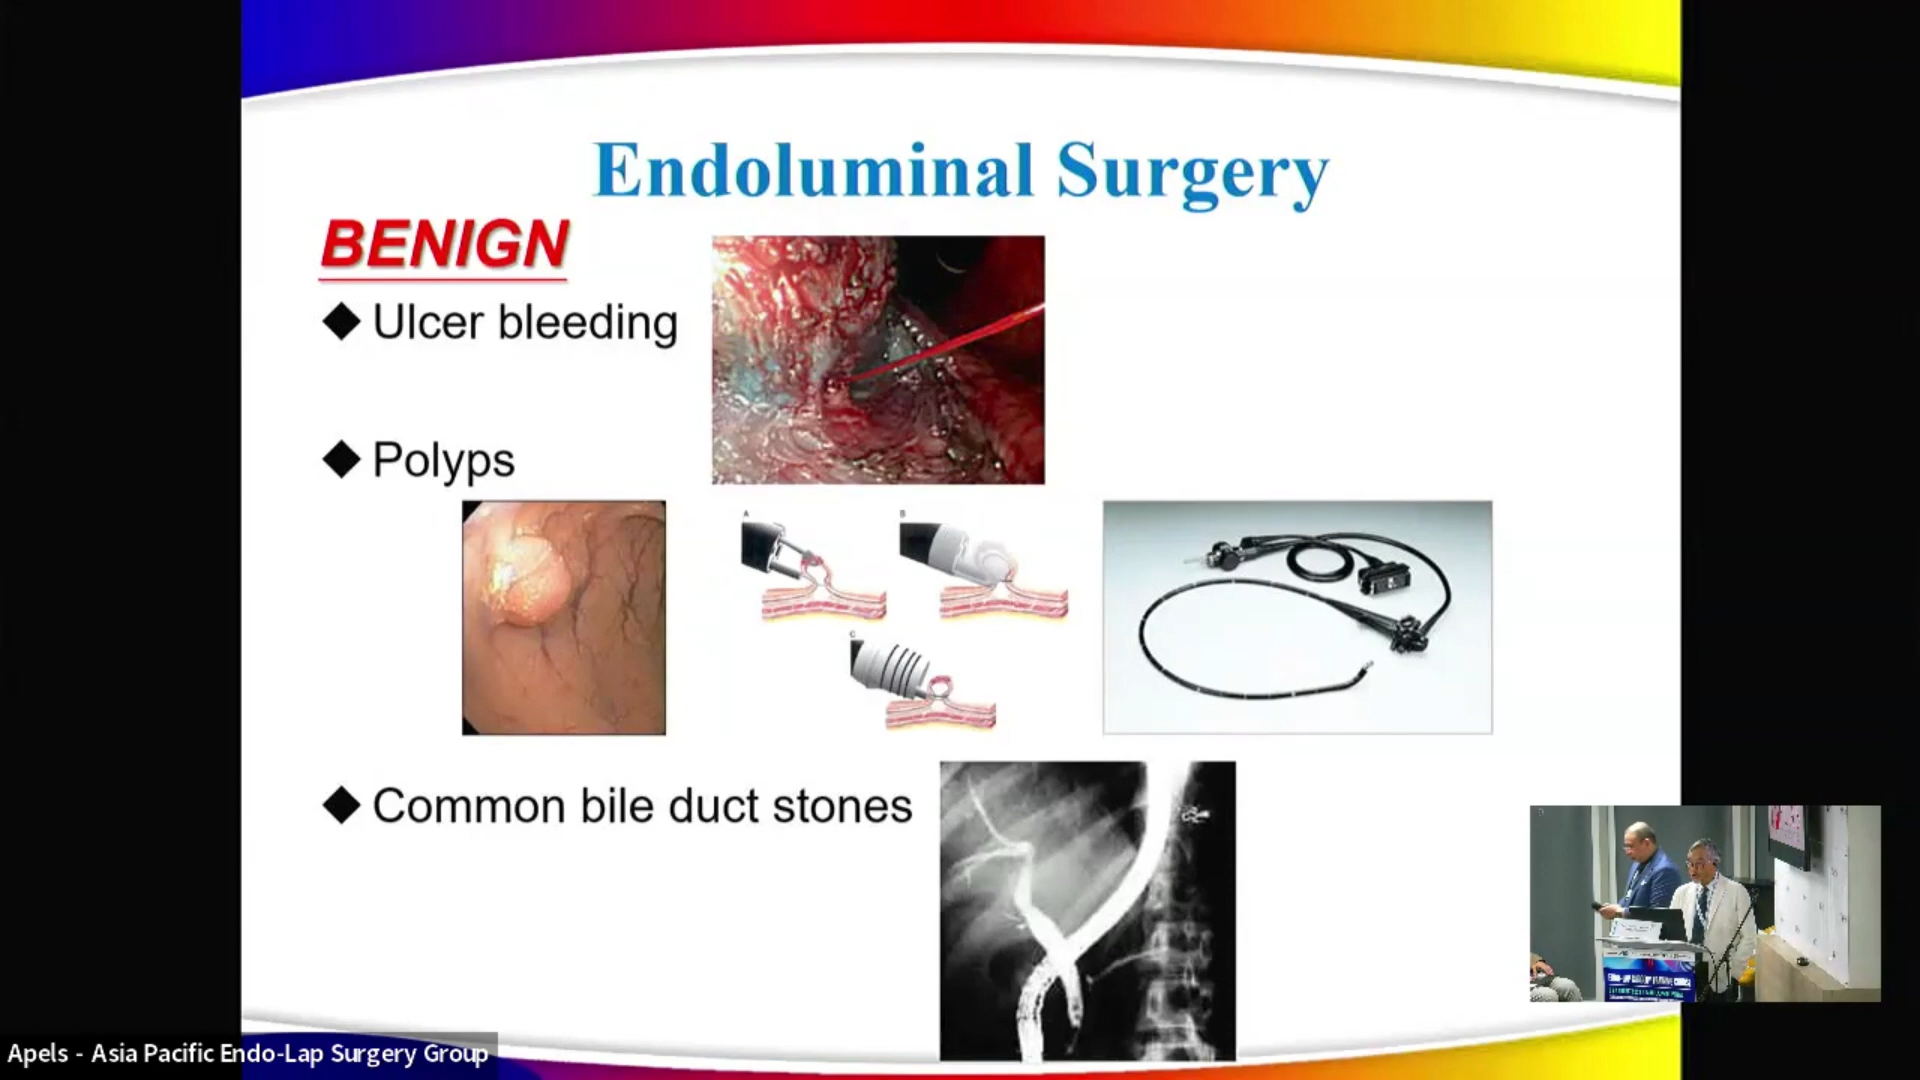 Endoluminal Surgery
BENIGN
Ulcer bleeding
Polyps
A
B
C
Common bile duct stones
Apels - Asia Pacific Endo-Lap Surgery Group